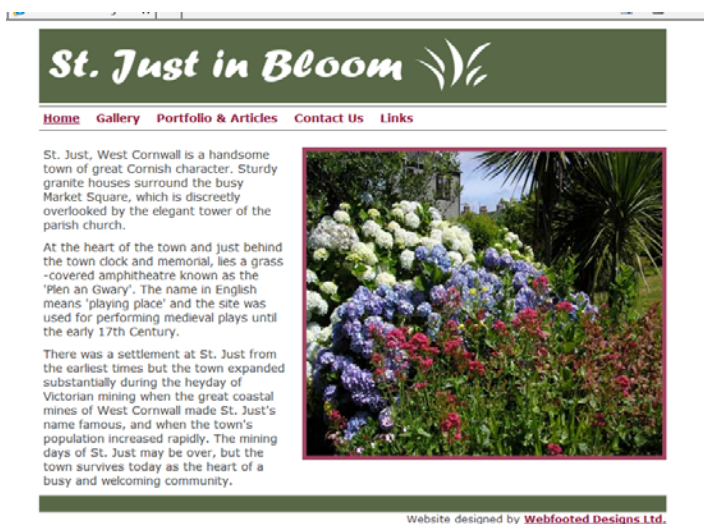 St. Just in Bloom
Home Gallery Portfolio & Articles Contact Us Links
St. Just, West Cornwall is a handsome
town of great Cornish character. Sturdy
granite houses surround the busy
Market Square, which is discreetly
overlooked by the elegant tower of the
parish church.
At the heart of the town and just behind
the town clock and memorial, lies a grass
-covered amphitheatre known as the
'Plen an Gwary'. The name in English
means 'playing place' and the site was
used for performing medieval plays until
the early 17th Century.
There was a settlement at St. Just from
the earliest times but the town expanded
substantially during the heyday of
Victorian mining when the great coastal
mines of West Cornwall made St. Just's
name famous, and when the town's
population increased rapidly. The mining
days of St. Just may be over, but the
town survives today as the heart of a
busy and welcoming community.
Website designed by Webfooted Designs Ltd.